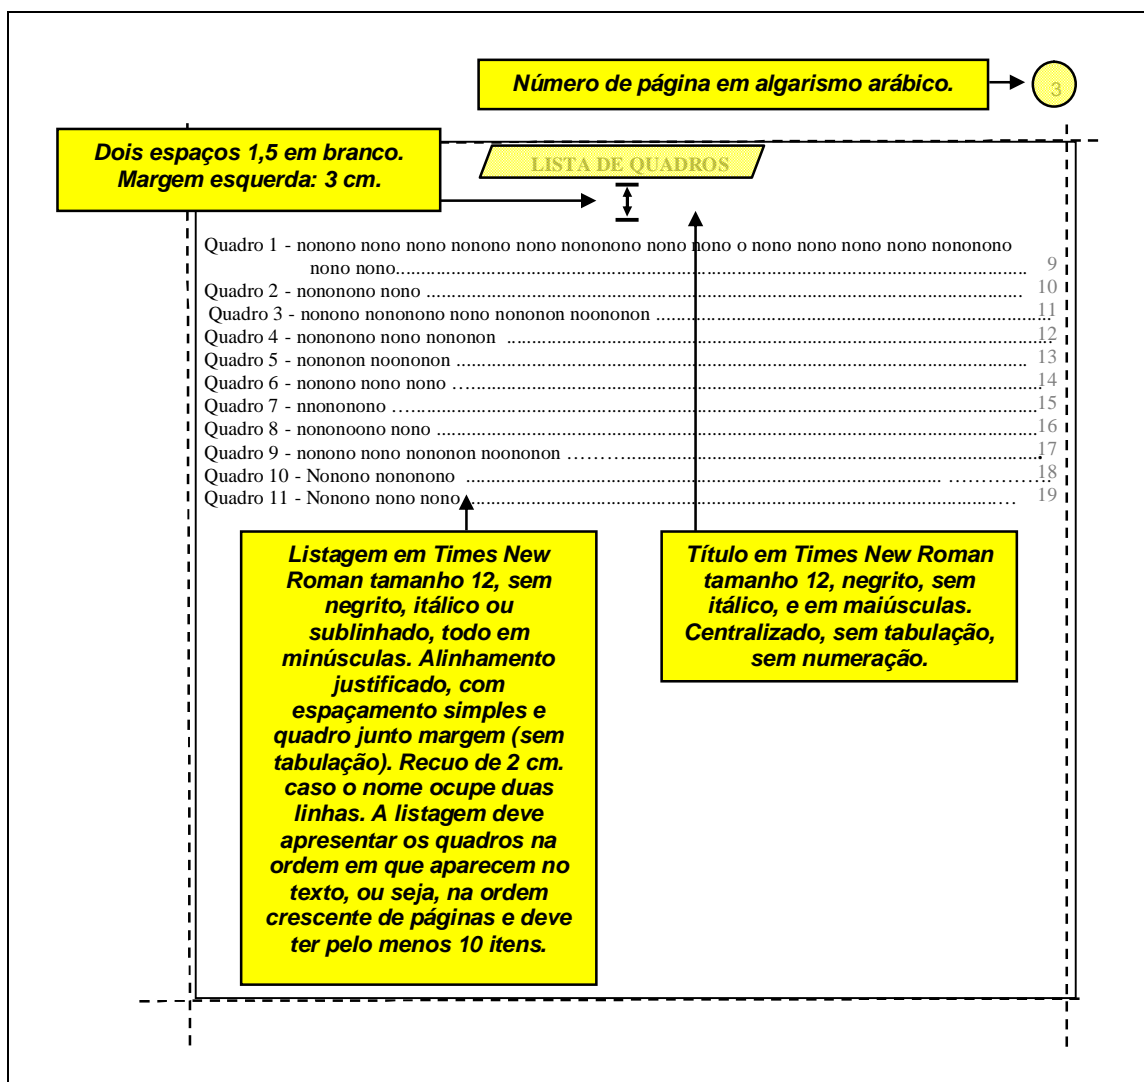 Número de página em algarismo arábico.
3
Dois espaços 1,5 em branco.
Margem esquerda: 3 cm.
LISTA DE QUADROS
Quadro 1 - nonono nono nono nonono nono nononono nono nono o nono nono nono nono nononono
nono nono.......... 9
Quadro 2 - nononono nono .......... 10
Quadro 3 - nonono nononono nono nononon noononon .......... 11
Quadro 4 - nononono nono nononon .......... 12
Quadro 5 - nononon noononon .......... 13
Quadro 6 - nonono nono nono .......... 14
Quadro 7 - nnononono .......... 15
Quadro 8 - nononoono nono .......... 16
Quadro 9 - nonono nono nononon noononon .......... 17
Quadro 10 - Nonono nononono .......... 18
Quadro 11 - Nonono nono nono .......... 19
Listagem em Times New
Roman tamanho 12, sem
negrito, itálico ou
sublinhado, todo em
minúsculas. Alinhamento
justificado, com
espaçamento simples e
quadro junto margem (sem
tabulação). Recuo de 2 cm.
caso o nome ocupe duas
linhas. A listagem deve
apresentar os quadros na
ordem em que aparecem no
texto, ou seja, na ordem
crescente de páginas e deve
ter pelo menos 10 itens.
Título em Times New Roman
tamanho 12, negrito, sem
itálico, e em maiúsculas.
Centralizado, sem tabulação,
sem numeração.